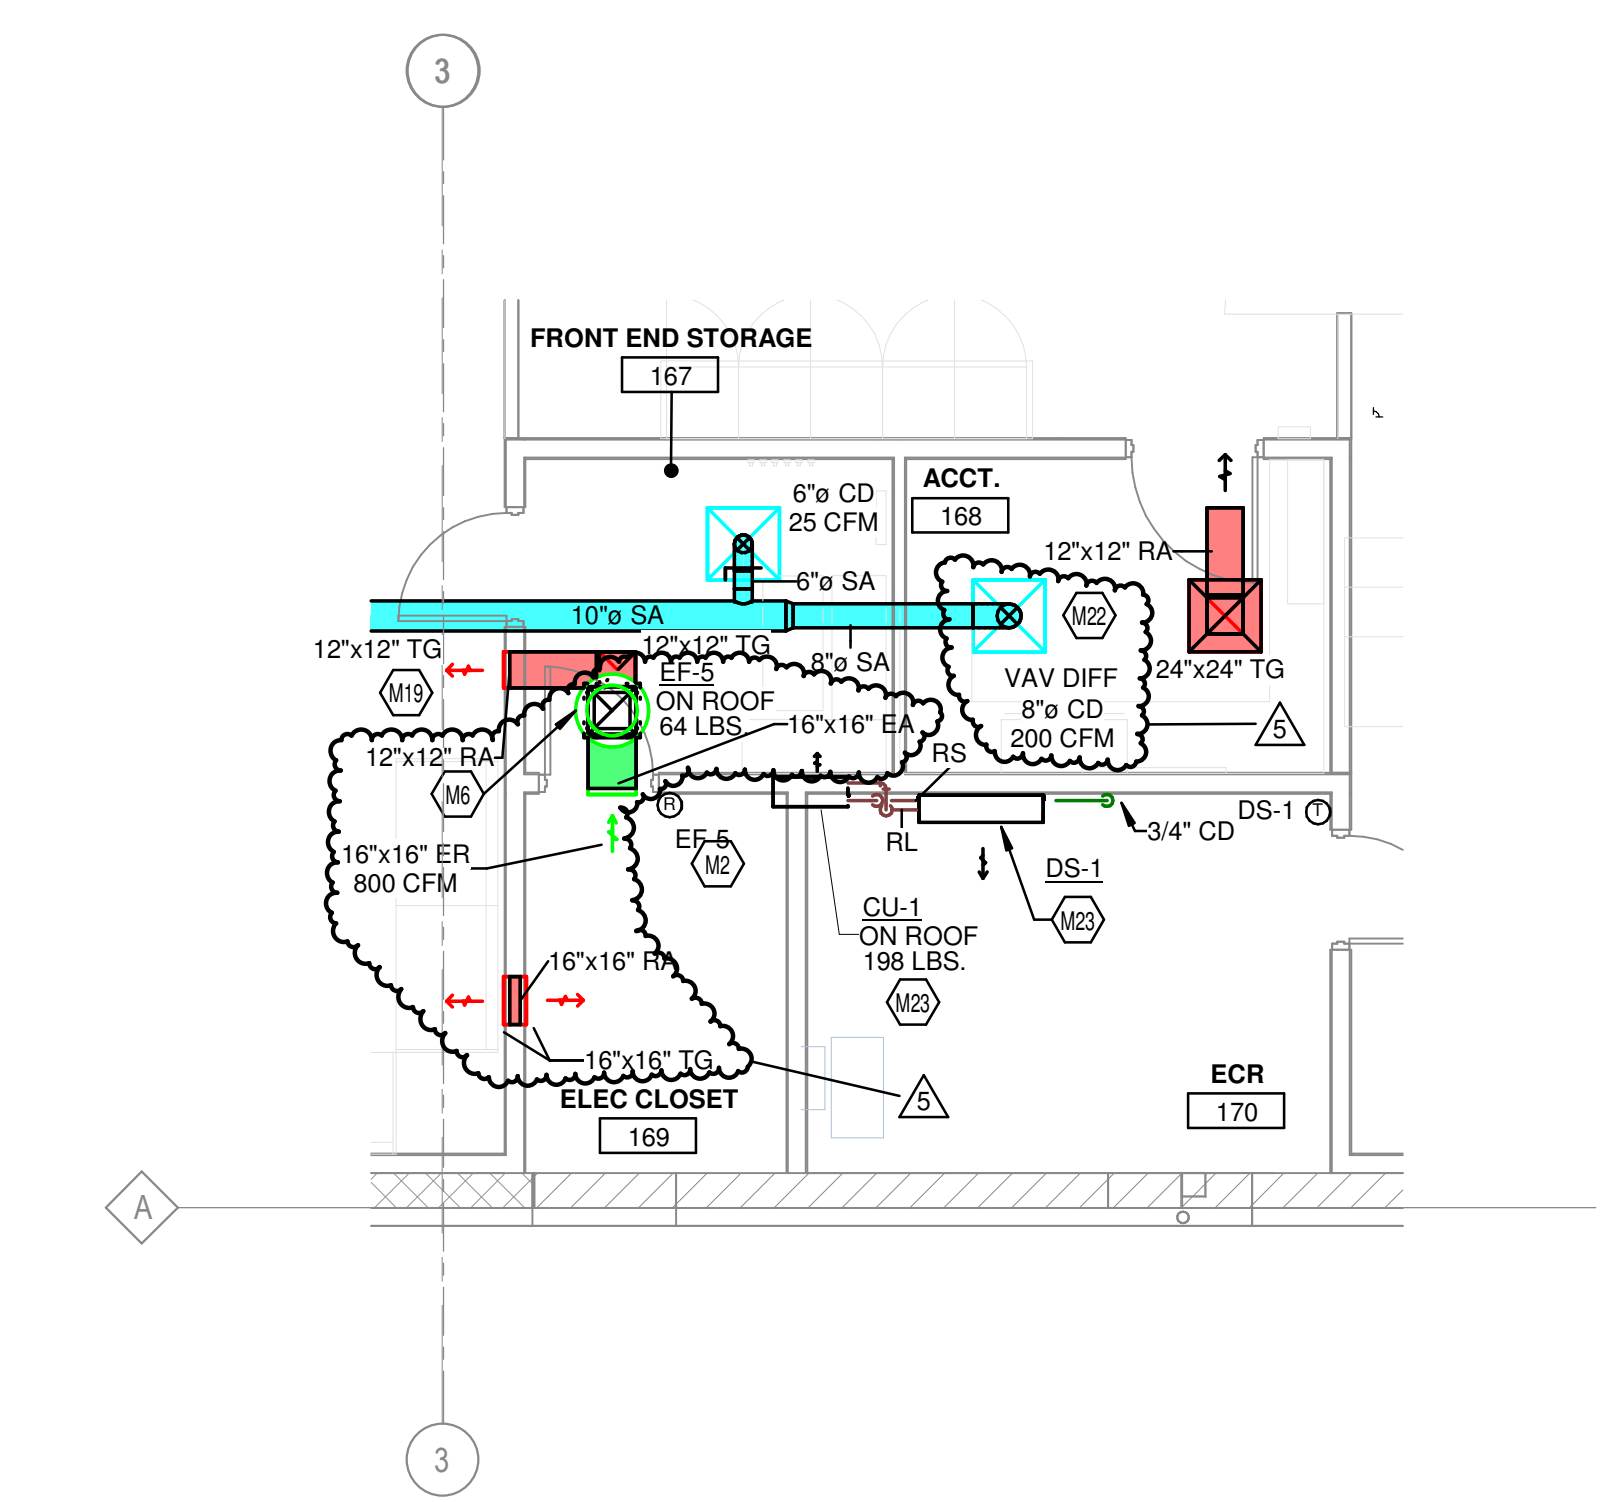 3
FRONT END STORAGE
167
6"ø CD
25 CFM
ACCT.
168
12"x12" RA
6"ø SA
10"ø SA
M22
12"x12" TG
12"x12" TG
8"ø SA
24"x24" TG
M19
EF-5
ON ROOF
64 LBS.
16"x16" EA
VAV DIFF
8"ø CD
200 CFM
5
12"x12" RA
RS
M6
R
DS-1
T
3/4" CD
RL
EF-5
M2
16"x16" ER
800 CFM
DS-1
M23
CU-1
ON ROOF
198 LBS.
M23
16"x16" RA
16"x16" TG
ELEC CLOSET
169
5
ECR
170
A
3